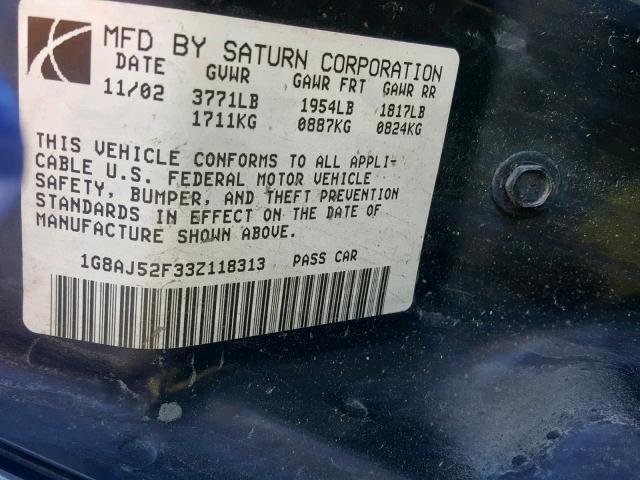 MFD BY SATURN CORPORATION
DATE GVWR GAWR FRT GAWR RR
11/02 3771LB 1954LB 1817LB
1711KG 0887KG 0824KG
THIS VEHICLE CONFORMS TO ALL APPLI-
CABLE U.S. FEDERAL MOTOR VEHICLE
SAFETY, BUMPER, AND THEFT PREVENTION
STANDARDS IN EFFECT ON THE DATE OF
MANUFACTURE SHOWN ABOVE.
1G8AJ52F33Z118313 PASS CAR